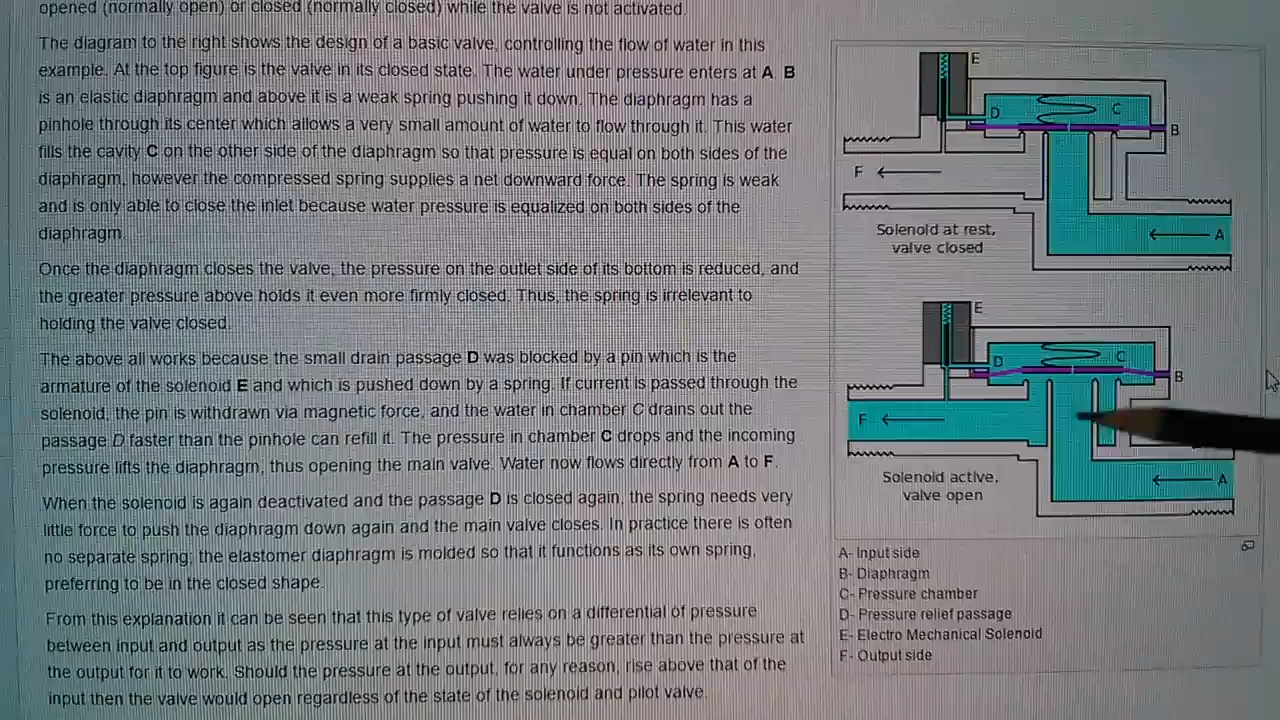 opened (normally open) or closed (normally closed) while the valve is not activated.
The diagram to the right shows the design of a basic valve, controlling the flow of water in this
example. At the top figure is the valve in its closed state. The water under pressure enters at A. B
is an elastic diaphragm and above it is a weak spring pushing it down. The diaphragm has a
pinhole through its center which allows a very small amount of water to flow through it. This water
fills the cavity C on the other side of the diaphragm so that pressure is equal on both sides of the
diaphragm, however the compressed spring supplies a net downward force. The spring is weak
and is only able to close the inlet because water pressure is equalized on both sides of the
diaphragm.
Once the diaphragm closes the valve, the pressure on the outlet side of its bottom is reduced, and
the greater pressure above holds it even more firmly closed. Thus, the spring is irrelevant to
holding the valve closed.
The above all works because the small drain passage D was blocked by a pin which is the
armature of the solenoid E and which is pushed down by a spring. If current is passed through the
solenoid, the pin is withdrawn via magnetic force, and the water in chamber C drains out the
passage D faster than the pinhole can refill it. The pressure in chamber C drops and the incoming
pressure lifts the diaphragm, thus opening the main valve. Water now flows directly from A to F.
When the solenoid is again deactivated and the passage D is closed again, the spring needs very
little force to push the diaphragm down again and the main valve closes. In practice there is often
no separate spring; the elastomer diaphragm is molded so that it functions as its own spring,
preferring to be in the closed shape.
From this explanation it can be seen that this type of valve relies on a differential of pressure
between input and output as the pressure at the input must always be greater than the pressure at
the output for it to work. Should the pressure at the output, for any reason, rise above that of the
input then the valve would open regardless of the state of the solenoid and pilot valve.
E
D
C
B
F
A
Solenoid at rest,
valve closed
E
D
C
B
F
A
Solenoid active,
valve open
A- Input side
B- Diaphragm
C- Pressure chamber
D- Pressure relief passage
E- Electro Mechanical Solenoid
F- Output side